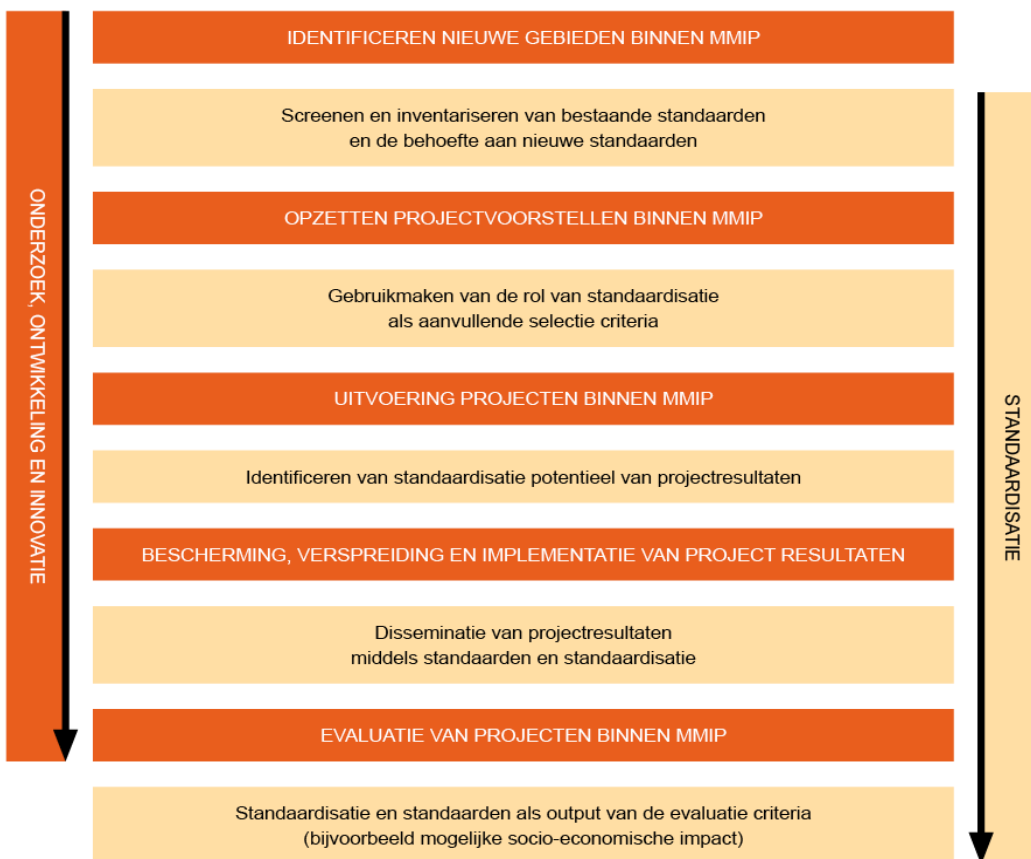 IDENTIFICEREN NIEUWE GEBIEDEN BINNEN MMIP
Screenen en inventariseren van bestaande standaarden
en de behoefte aan nieuwe standaarden
OPZETTEN PROJECTVOORSTELLEN BINNEN MMIP
Gebruikmaken van de rol van standaardisatie
als aanvullende selectie criteria
UITVOERING PROJECTEN BINNEN MMIP
Identificeren van standaardisatie potentieel van projectresultaten
BESCHERMING, VERSPREIDING EN IMPLEMENTATIE VAN PROJECT RESULTATEN
Disseminatie van projectresultaten
middels standaarden en standaardisatie
EVALUATIE VAN PROJECTEN BINNEN MMIP
Standaardisatie en standaarden als output van de evaluatie criteria
(bijvoorbeeld mogelijke socio-economische impact)
ONDERZOEK, ONTWIKKELING EN INNOVATIE
STANDAARDISATIE